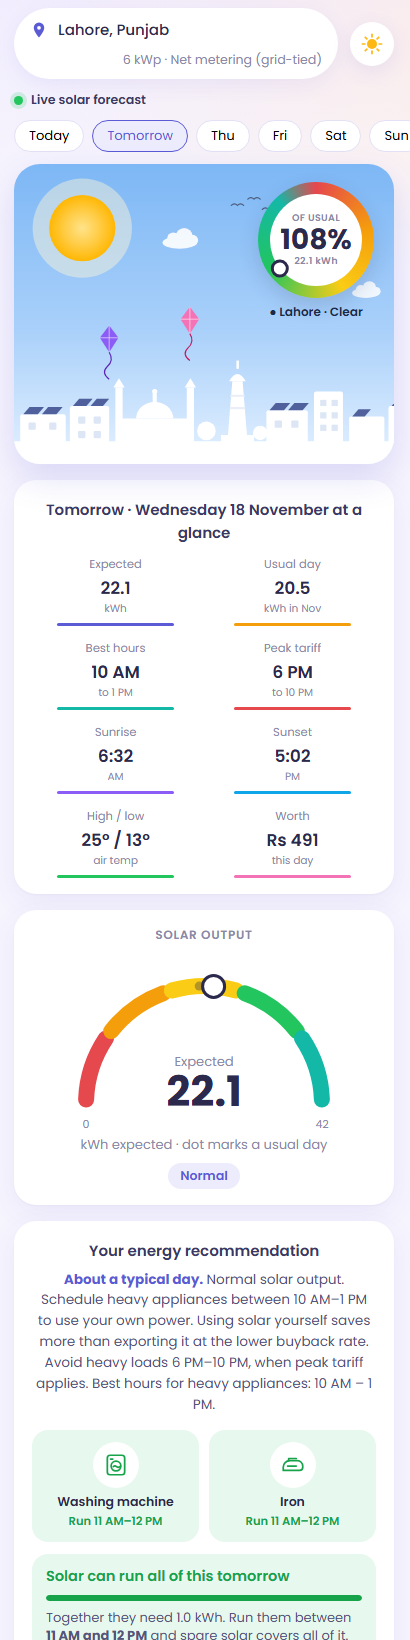 Lahore, Punjab
6 kWp · Net metering (grid-tied)
Live solar forecast
Today Tomorrow Thu Fri Sat Sun
OF USUAL
108%
22.1 kWh
● Lahore · Clear
Tomorrow · Wednesday 18 November at a
glance
Expected Usual day
22.1 20.5
kWh kWh in Nov
Best hours Peak tariff
10 AM 6 PM
to 1 PM to 10 PM
Sunrise Sunset
6:32 5:02
AM PM
High / low Worth
25° / 13° Rs 491
air temp this day
SOLAR OUTPUT
Expected
22.1
0 42
kWh expected · dot marks a usual day
Normal
Your energy recommendation
About a typical day. Normal solar output.
Schedule heavy appliances between 10 AM–1 PM
to use your own power. Using solar yourself saves
more than exporting it at the lower buyback rate.
Avoid heavy loads 6 PM–10 PM, when peak tariff
applies. Best hours for heavy appliances: 10 AM – 1
PM.
Washing machine Iron
Run 11 AM–12 PM Run 11 AM–12 PM
Solar can run all of this tomorrow
Together they need 1.0 kWh. Run them between
11 AM and 12 PM and spare solar covers all of it.